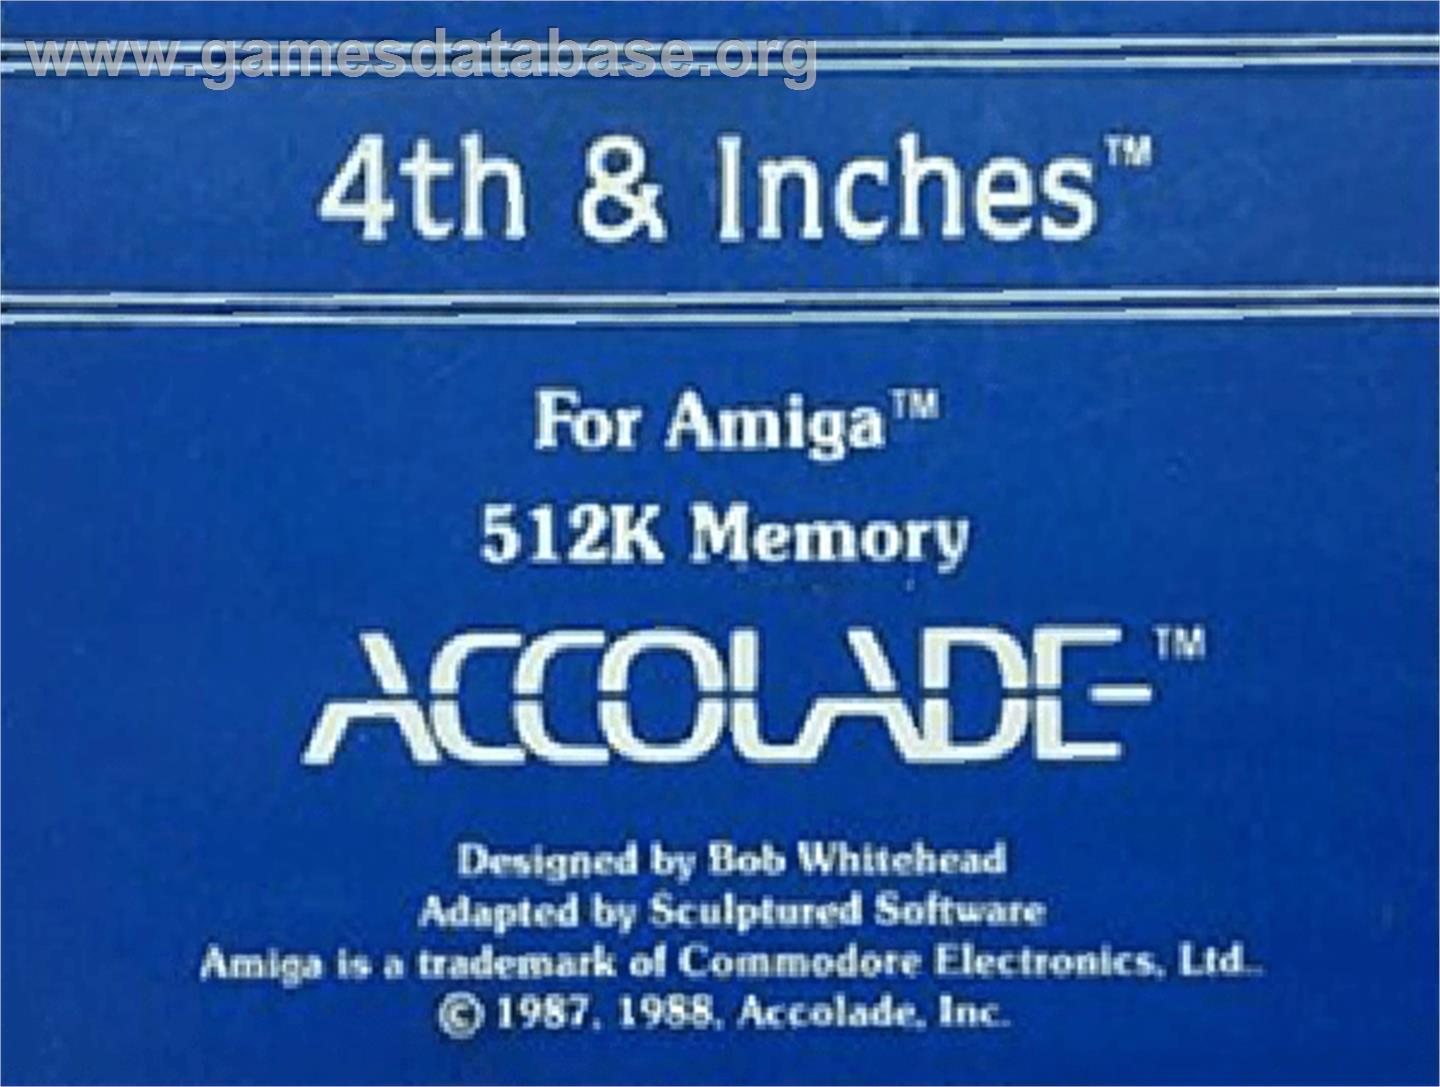 www.gamesdatabase.org
4th & Inches™
For Amiga™
512K Memory
ACCOLADE™
Designed by Bob Whitehead
Adapted by Sculptured Software
Amiga is a trademark of Commodore Electronics, Ltd..
© 1987, 1988, Accolade, Inc.